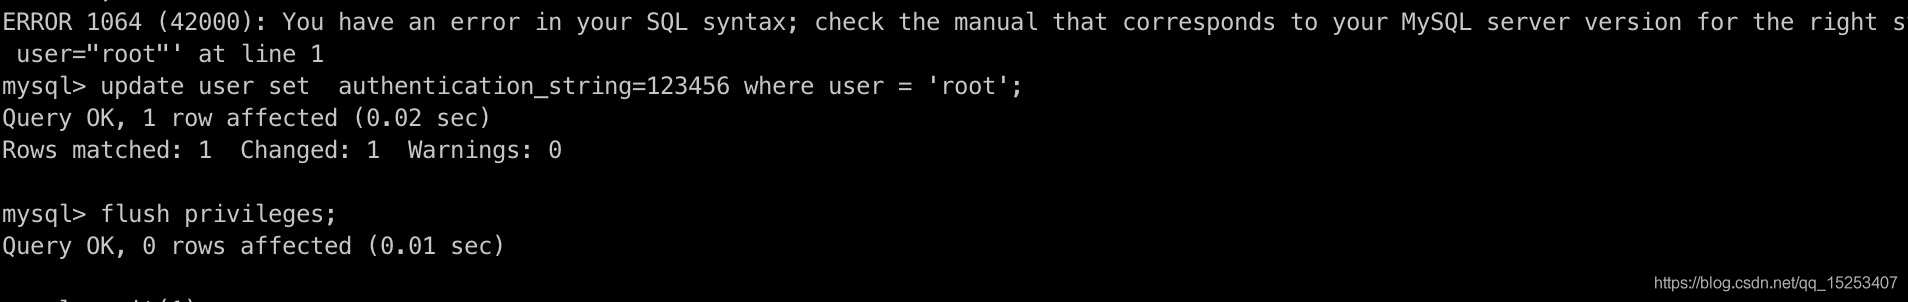 ERROR 1064 (42000): You have an error in your SQL syntax; check the manual that corresponds to your MySQL server version for the right
user="root"' at line 1
mysql> update user set  authentication_string=123456 where user = 'root';
Query OK, 1 row affected (0.02 sec)
Rows matched: 1  Changed: 1  Warnings: 0
mysql> flush privileges;
Query OK, 0 rows affected (0.01 sec)
https://blog.csdn.net/qq_15253407